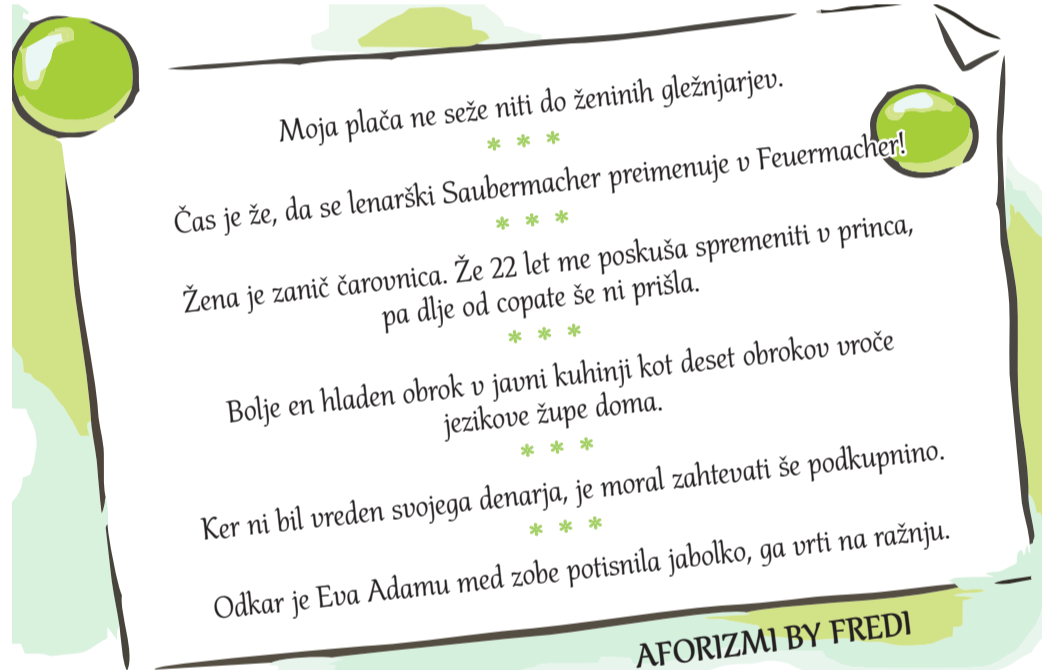 Moja plača ne seže niti do ženinih gležnjarjev.
* * *
Čas je že, da se lenarški Saubermacher preimenuje v Feuermacher!
* * *
Žena je zanič čarovnica. Že 22 let me poskuša spremeniti v princa,
pa dlje od copate še ni prišla.
* * *
Bolje en hladen obrok v javni kuhinji kot deset obrokov vroče
jezikove župe doma.
* * *
Ker ni bil vreden svojega denarja, je moral zahtevati še podkupnino.
* * *
Odkar je Eva Adamu med zobe potisnila jabolko, ga vrti na ražnju.
AFORIZMI BY FREDI